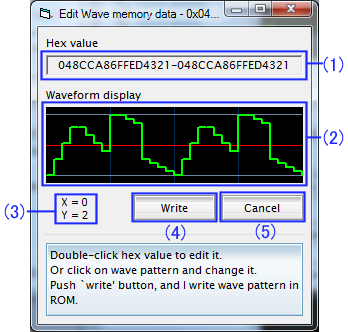 Edit Wave memory data - 0x04...
Hex value
048CCA86FFED4321-048CCA86FFED4321
(1)
Waveform display
(2)
(3)
X = 0
Y = 2
Write
Cancel
(4)
(5)
Double-click hex value to edit it.
Or click on wave pattern and change it.
Push `write' button, and I write wave pattern in
ROM.